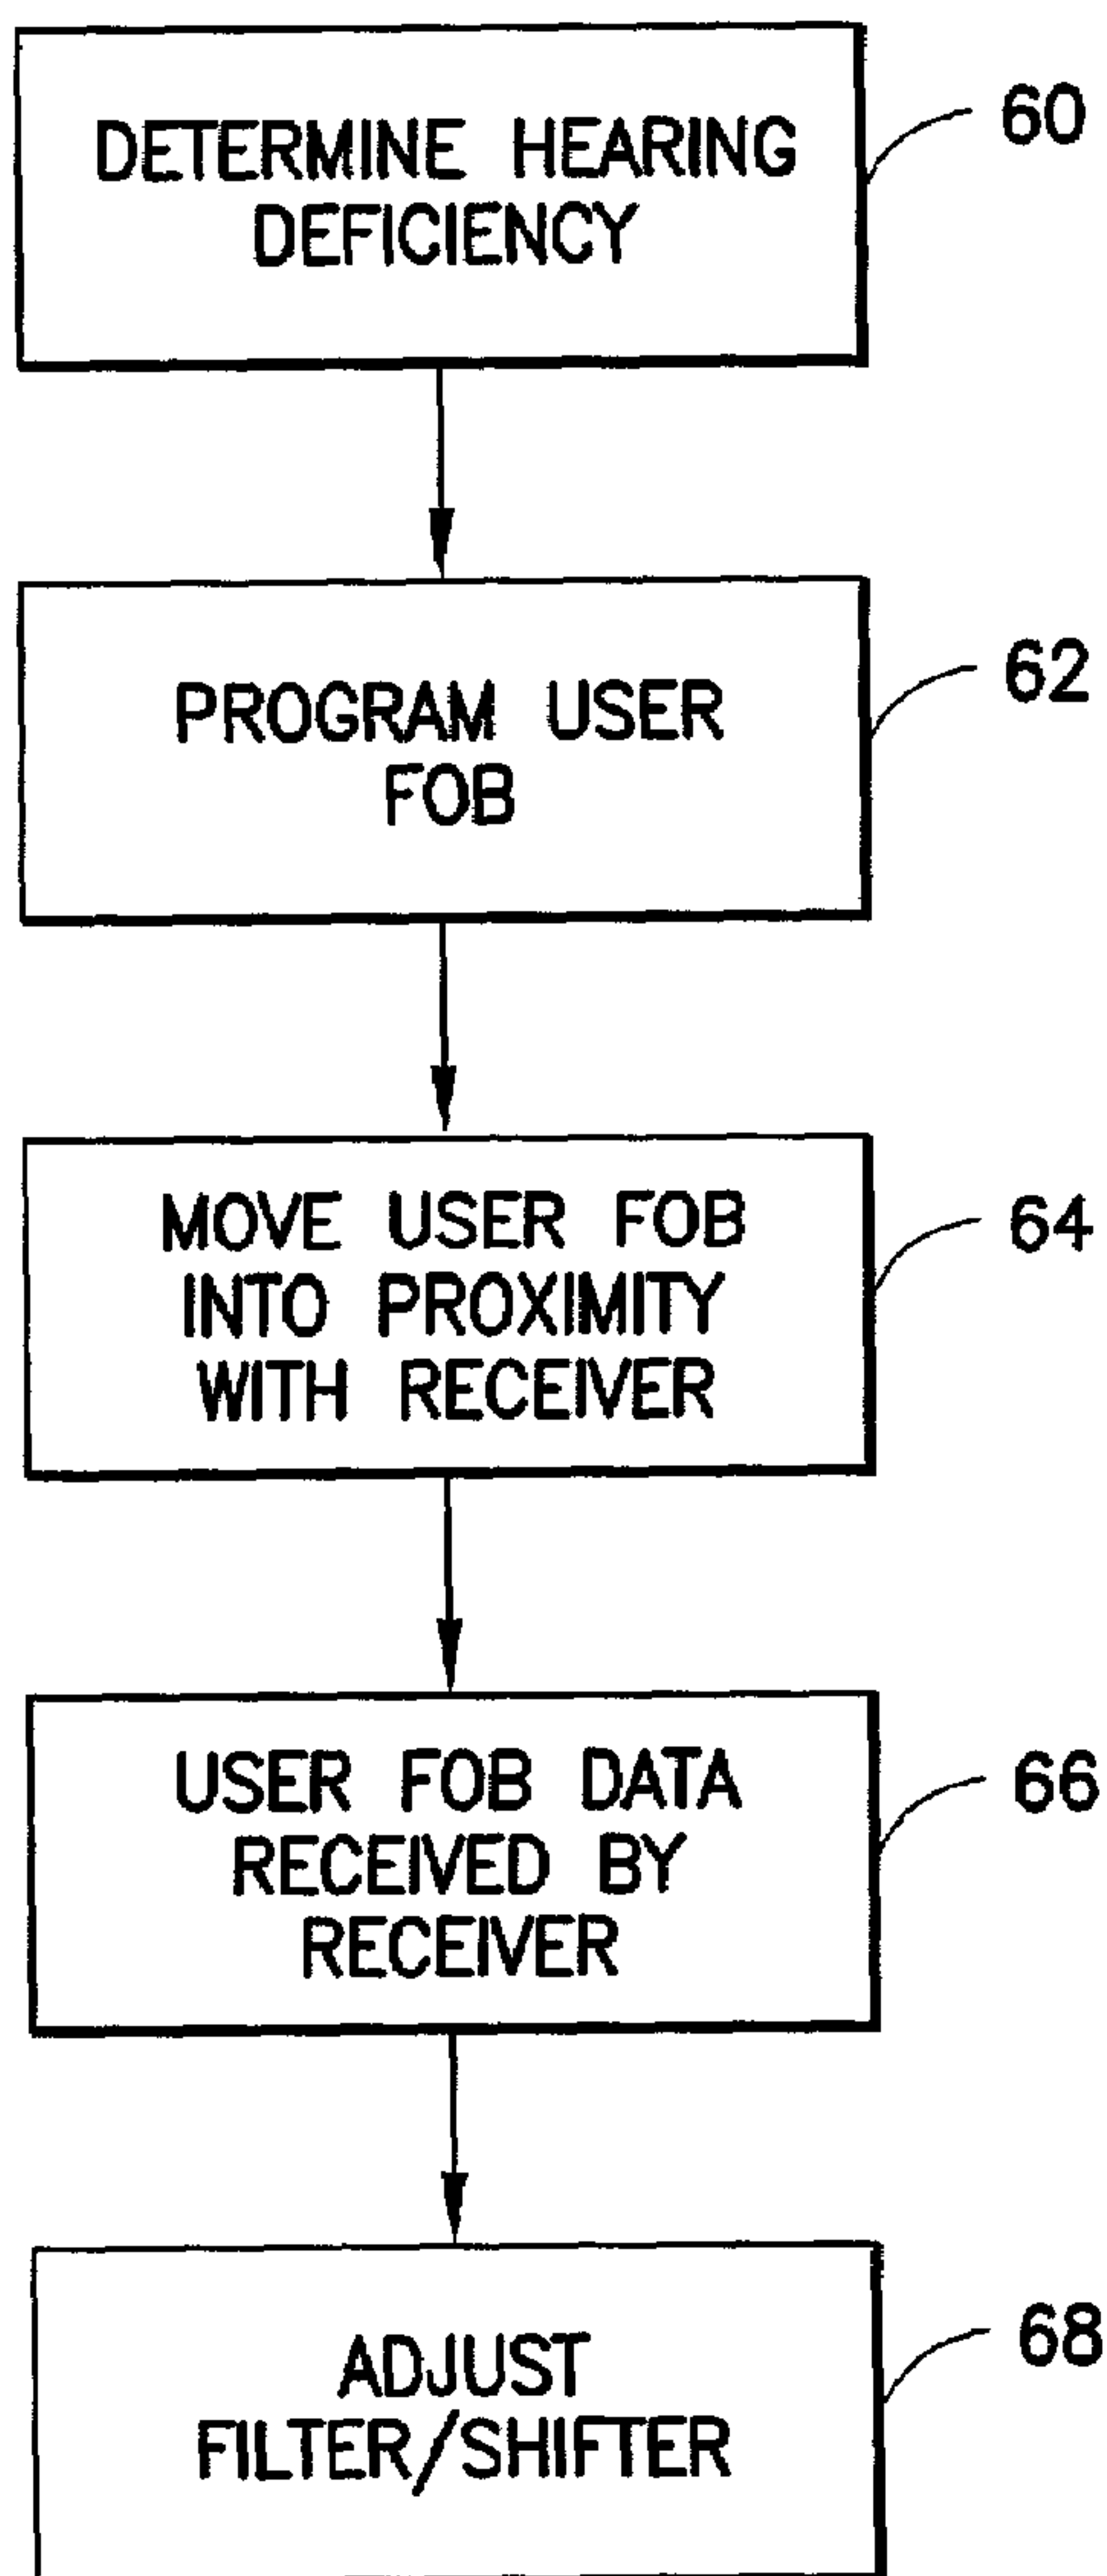 DETERMINE HEARING
DEFICIENCY
60
PROGRAM USER
FOB
62
MOVE USER FOB
INTO PROXIMITY
WITH RECEIVER
64
USER FOB DATA
RECEIVED BY
RECEIVER
66
ADJUST
FILTER/SHIFTER
68